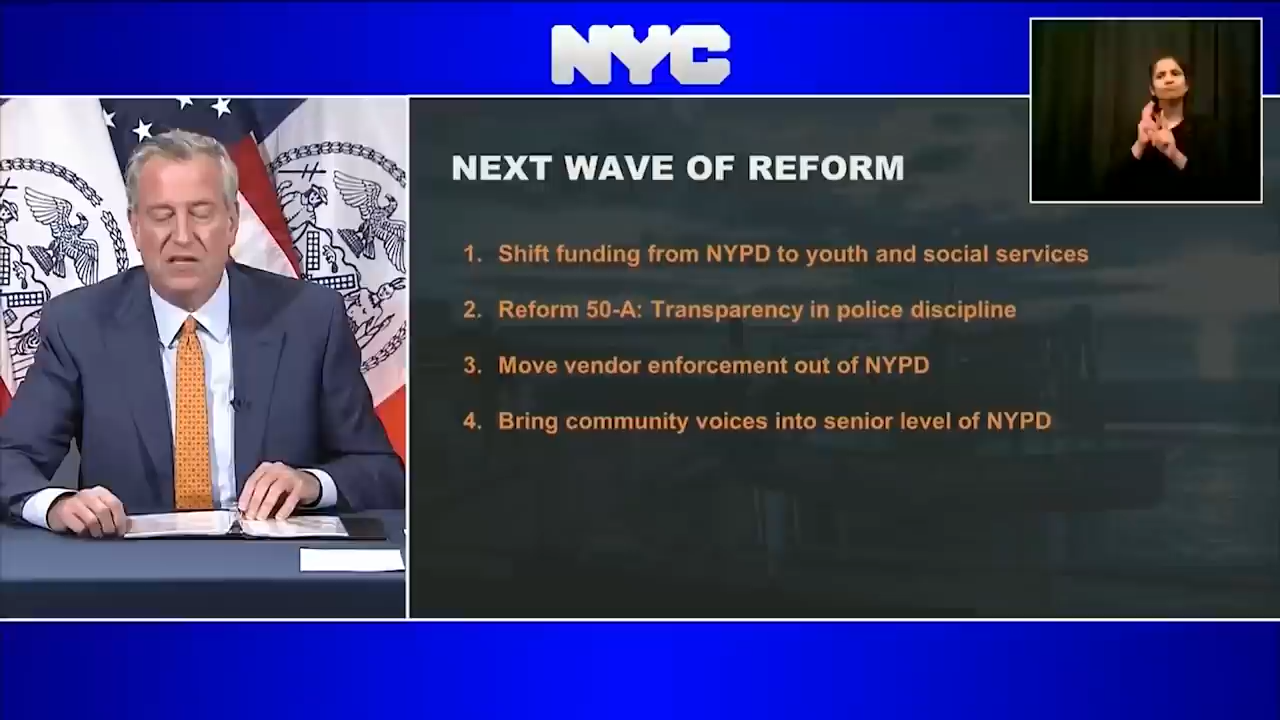 NYC
NEXT WAVE OF REFORM
1. Shift funding from NYPD to youth and social services
2. Reform 50-A: Transparency in police discipline
3. Move vendor enforcement out of NYPD
4. Bring community voices into senior level of NYPD